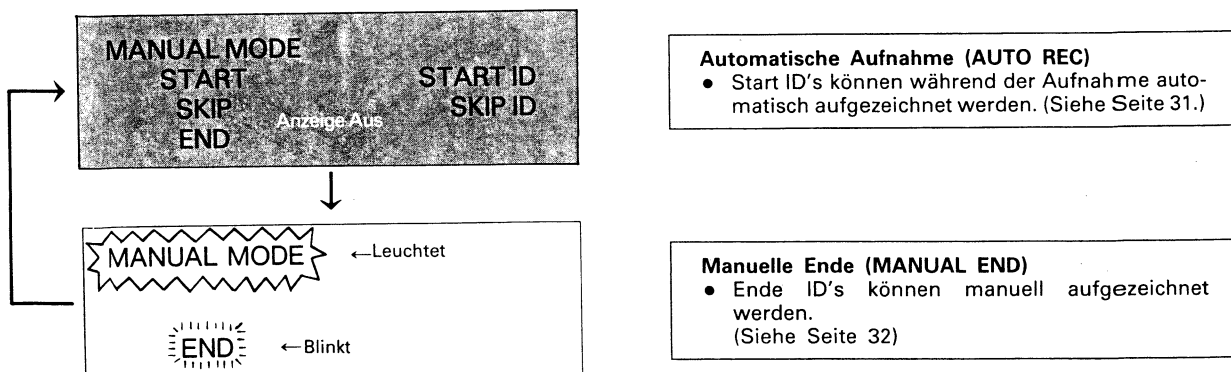 MANUAL MODE
START
START ID
SKIP
SKIP ID
Anzeige Aus
END
Automatische Aufnahme (AUTO REC)
● Start ID's können während der Aufnahme auto-
matisch aufgezeichnet werden. (Siehe Seite 31.)
MANUAL MODE
←Leuchtet
END
←Blinkt
Manuelle Ende (MANUAL END)
● Ende ID's können manuell aufgezeichnet
werden.
(Siehe Seite 32)